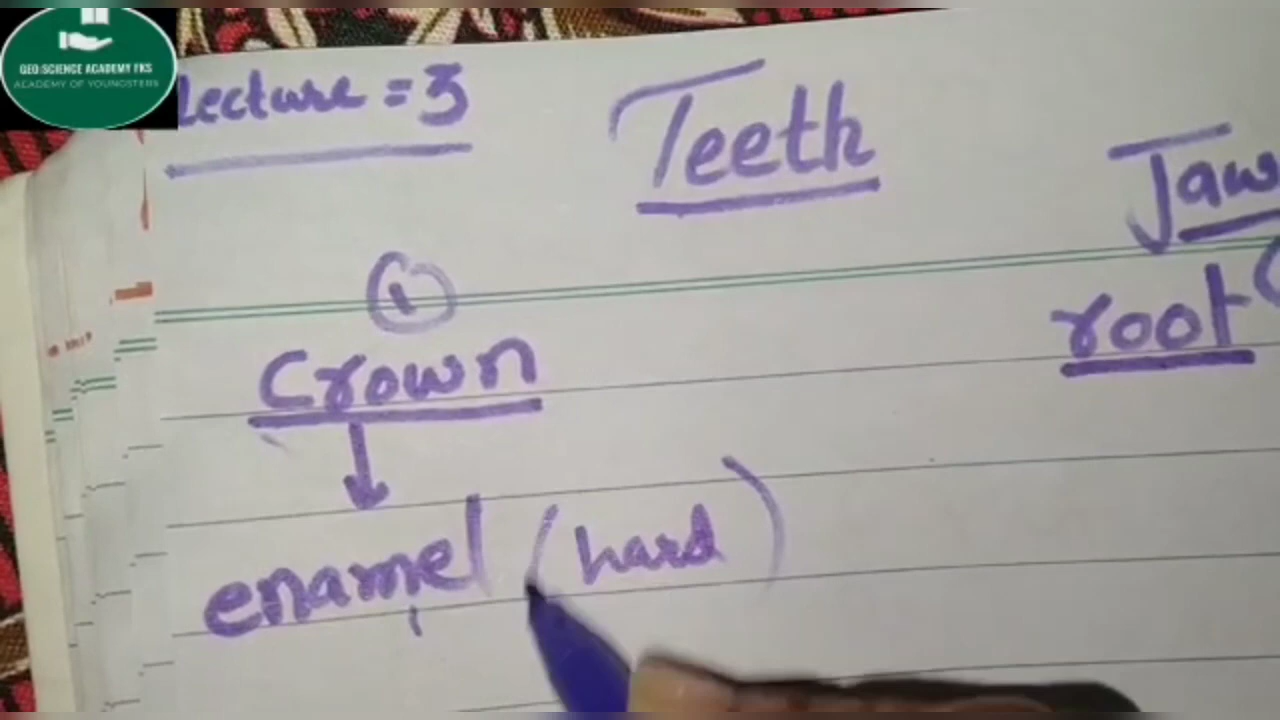 GEO:SCIENCE ACADEMY FKS
ACADEMY OF YOUNGSTERS
Lecture = 3
Teeth
Jaw
①
Crown
root
enamel (hard)